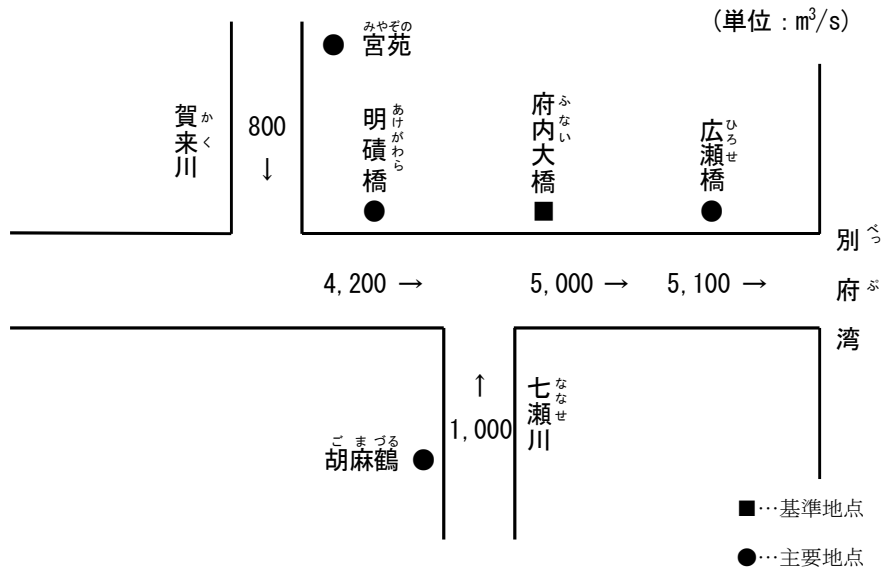 (単位：m³/s)
みやぞの
宮苑
賀来川
かく
800
↓
明磧橋
あけがわら
府内大橋
ふない
広瀬橋
ひろせ
4,200 →
5,000 →
5,100 →
別府湾
べっぷ
↑
1,000
七瀬川
ななせ
ごまづる
胡麻鶴
■…基準地点
●…主要地点